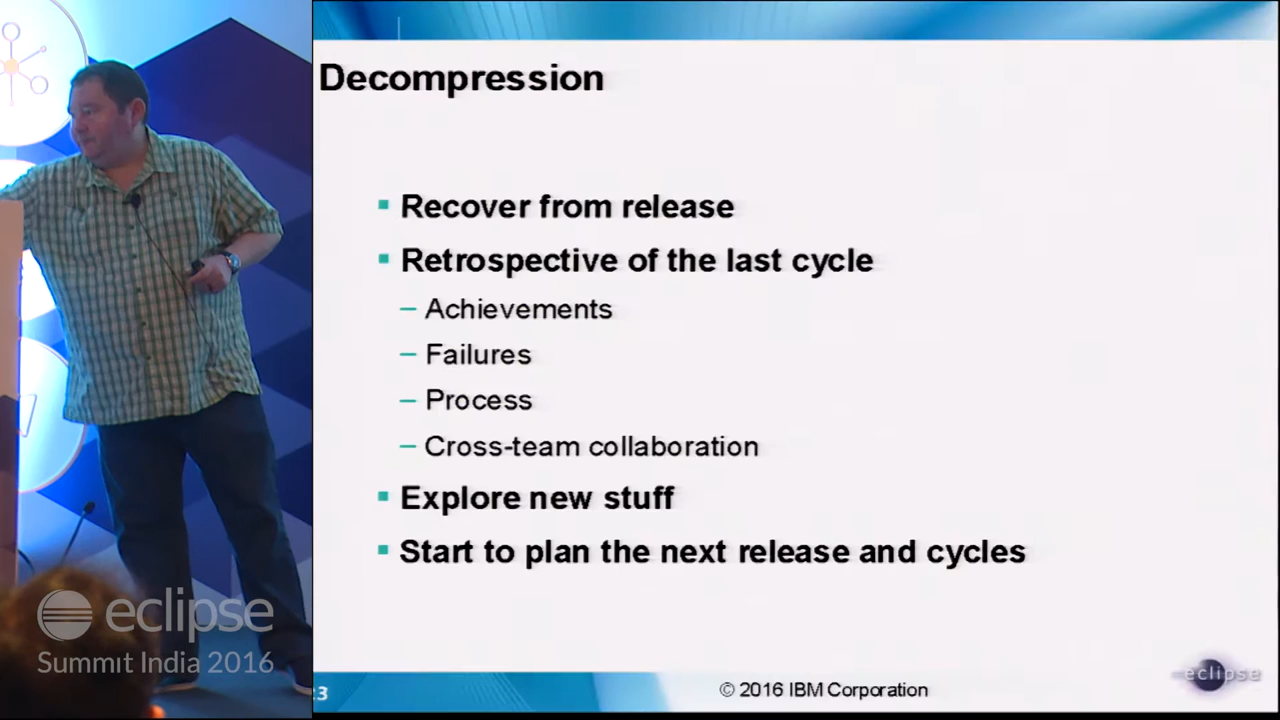 Decompression
Recover from release
Retrospective of the last cycle
– Achievements
– Failures
– Process
– Cross-team collaboration
Explore new stuff
Start to plan the next release and cycles
eclipse
Summit India 2016
3
© 2016 IBM Corporation
eclipse